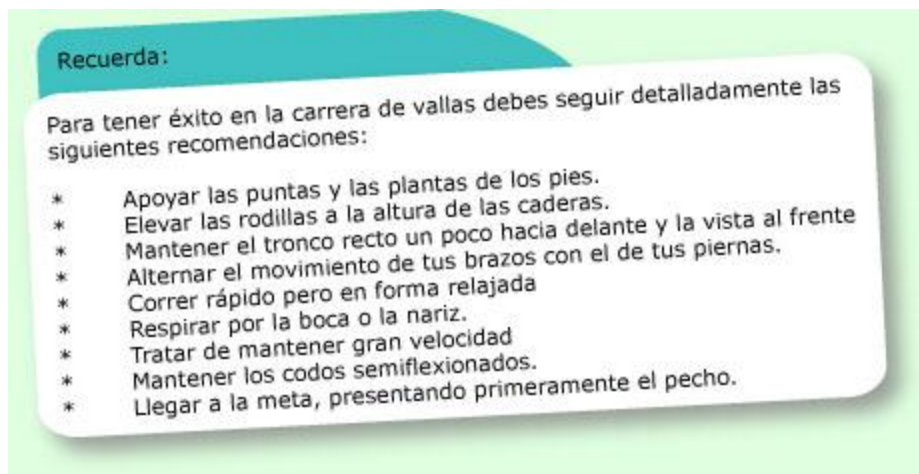 Recuerda:
Para tener éxito en la carrera de vallas debes seguir detalladamente las
siguientes recomendaciones:
* Apoyar las puntas y las plantas de los pies.
* Elevar las rodillas a la altura de las caderas.
* Mantener el tronco recto un poco hacia delante y la vista al frente
* Alternar el movimiento de tus brazos con el de tus piernas.
* Correr rápido pero en forma relajada
* Respirar por la boca o la nariz.
* Tratar de mantener gran velocidad
* Mantener los codos semiflexionados.
* Llegar a la meta, presentando primeramente el pecho.